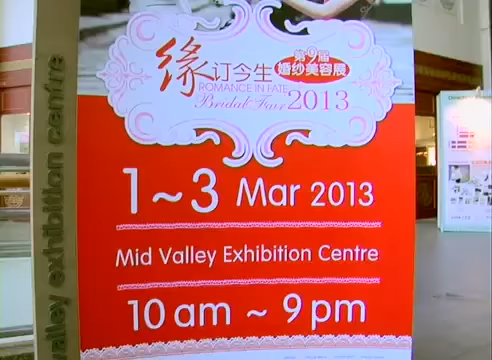 缘订今生
第9届
婚纱美容展
ROMANCE IN FATE
Bridal Fair 2013
1~3 Mar 2013
Mid Valley Exhibition Centre
10 am ~ 9 pm
valley exhibition centre